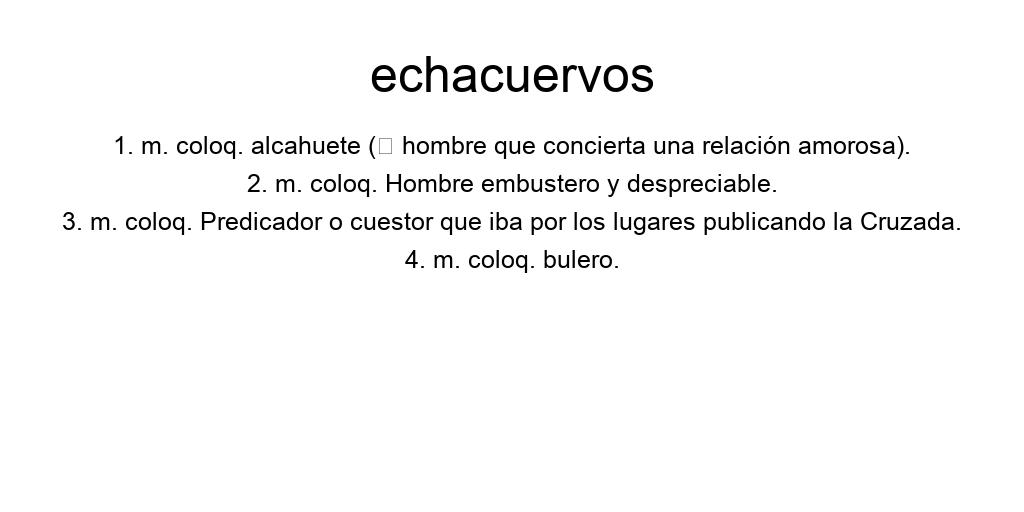 echacuervos
1. m. coloq. alcahuete (□ hombre que concierta una relación amorosa).
2. m. coloq. Hombre embustero y despreciable.
3. m. coloq. Predicador o cuestor que iba por los lugares publicando la Cruzada.
4. m. coloq. bulero.